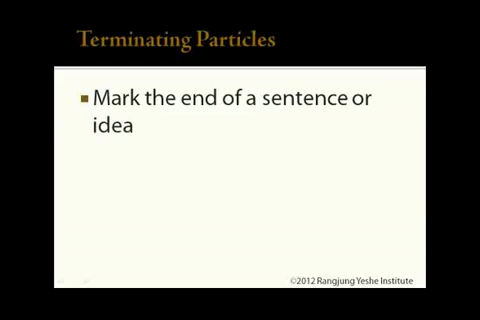 Terminating Particles
Mark the end of a sentence or
idea
©2012 Rangjung Yeshe Institute